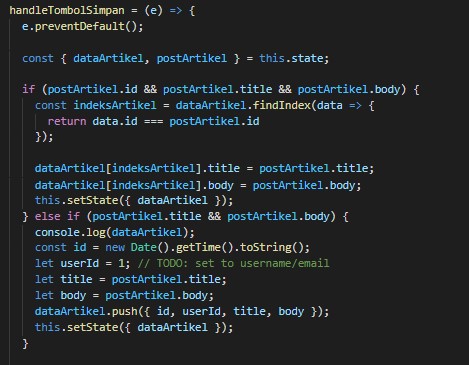 handleTombolSimpan = (e) => {
  e.preventDefault();

  const { dataArtikel, postArtikel } = this.state;

  if (postArtikel.id && postArtikel.title && postArtikel.body) {
    const indeksArtikel = dataArtikel.findIndex(data => {
      return data.id === postArtikel.id
    });

    dataArtikel[indeksArtikel].title = postArtikel.title;
    dataArtikel[indeksArtikel].body = postArtikel.body;
    this.setState({ dataArtikel });
  } else if (postArtikel.title && postArtikel.body) {
    console.log(dataArtikel);
    const id = new Date().getTime().toString();
    let userId = 1; // TODO: set to username/email
    let title = postArtikel.title;
    let body = postArtikel.body;
    dataArtikel.push({ id, userId, title, body });
    this.setState({ dataArtikel });
  }